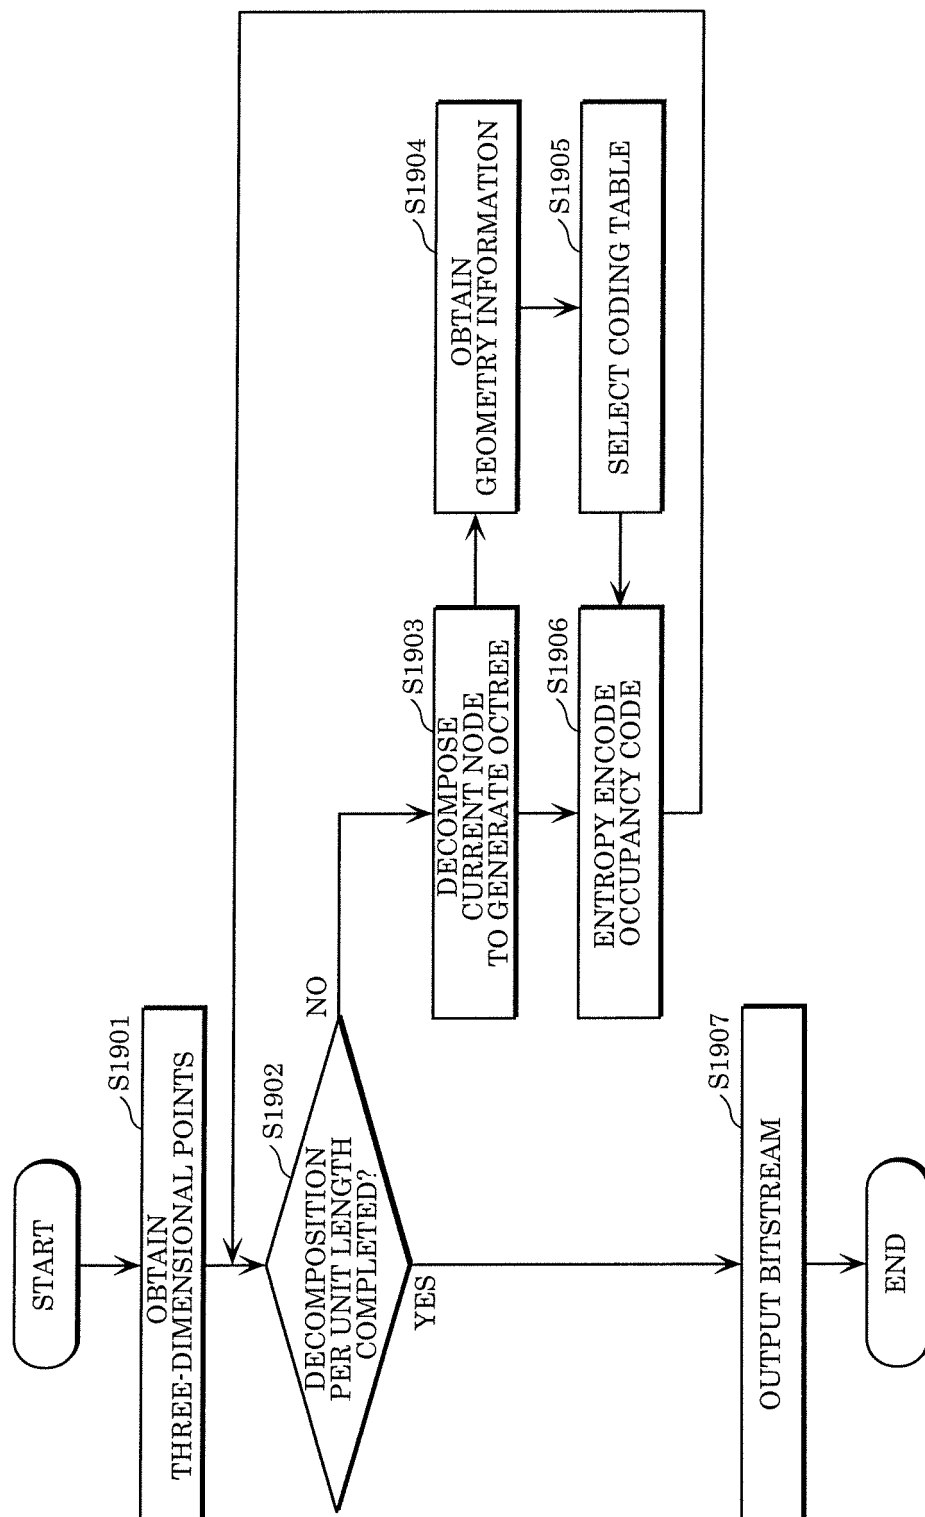 START
S1901
OBTAIN
THREE-DIMENSIONAL POINTS
S1902
DECOMPOSITION
PER UNIT LENGTH
COMPLETED?
NO
YES
S1903
DECOMPOSE
CURRENT NODE
TO GENERATE OCTREE
S1904
OBTAIN
GEOMETRY INFORMATION
S1905
SELECT CODING TABLE
S1906
ENTROPY ENCODE
OCCUPANCY CODE
S1907
OUTPUT BITSTREAM
END